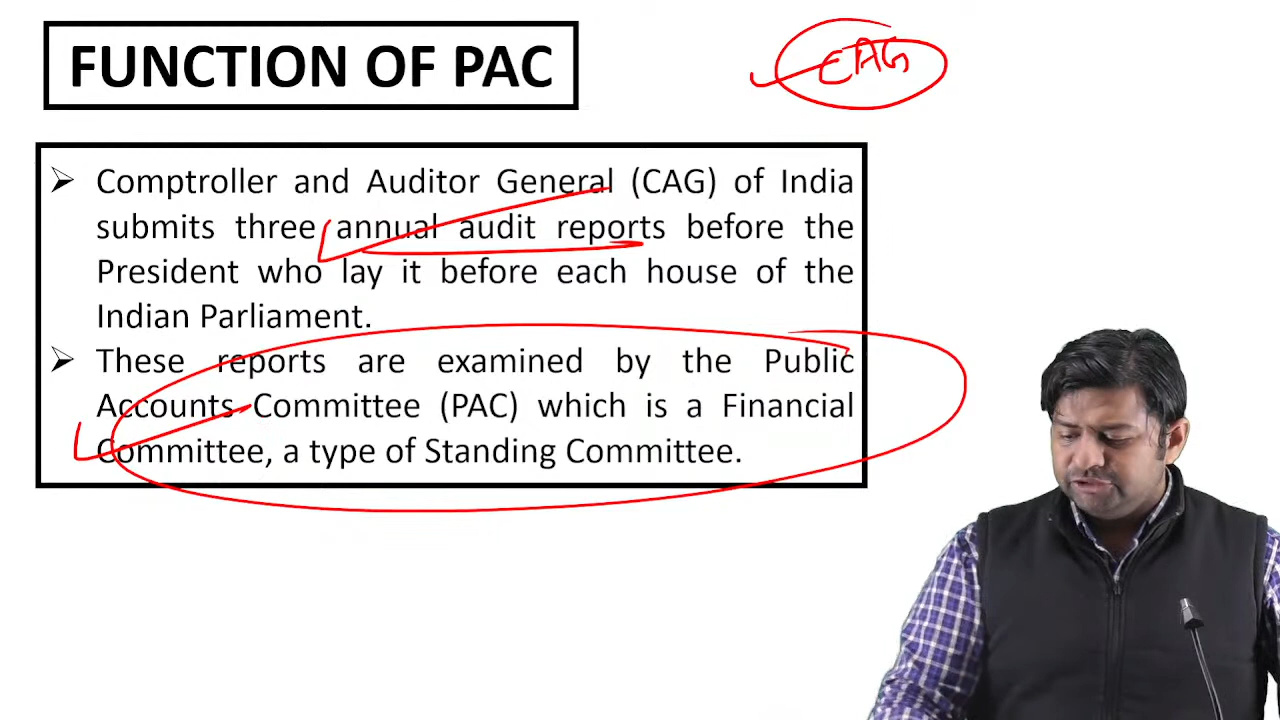 FUNCTION OF PAC
CAG
➢ Comptroller and Auditor General (CAG) of India
submits three annual audit reports before the
President who lay it before each house of the
Indian Parliament.
➢ These reports are examined by the Public
Accounts Committee (PAC) which is a Financial
Committee, a type of Standing Committee.